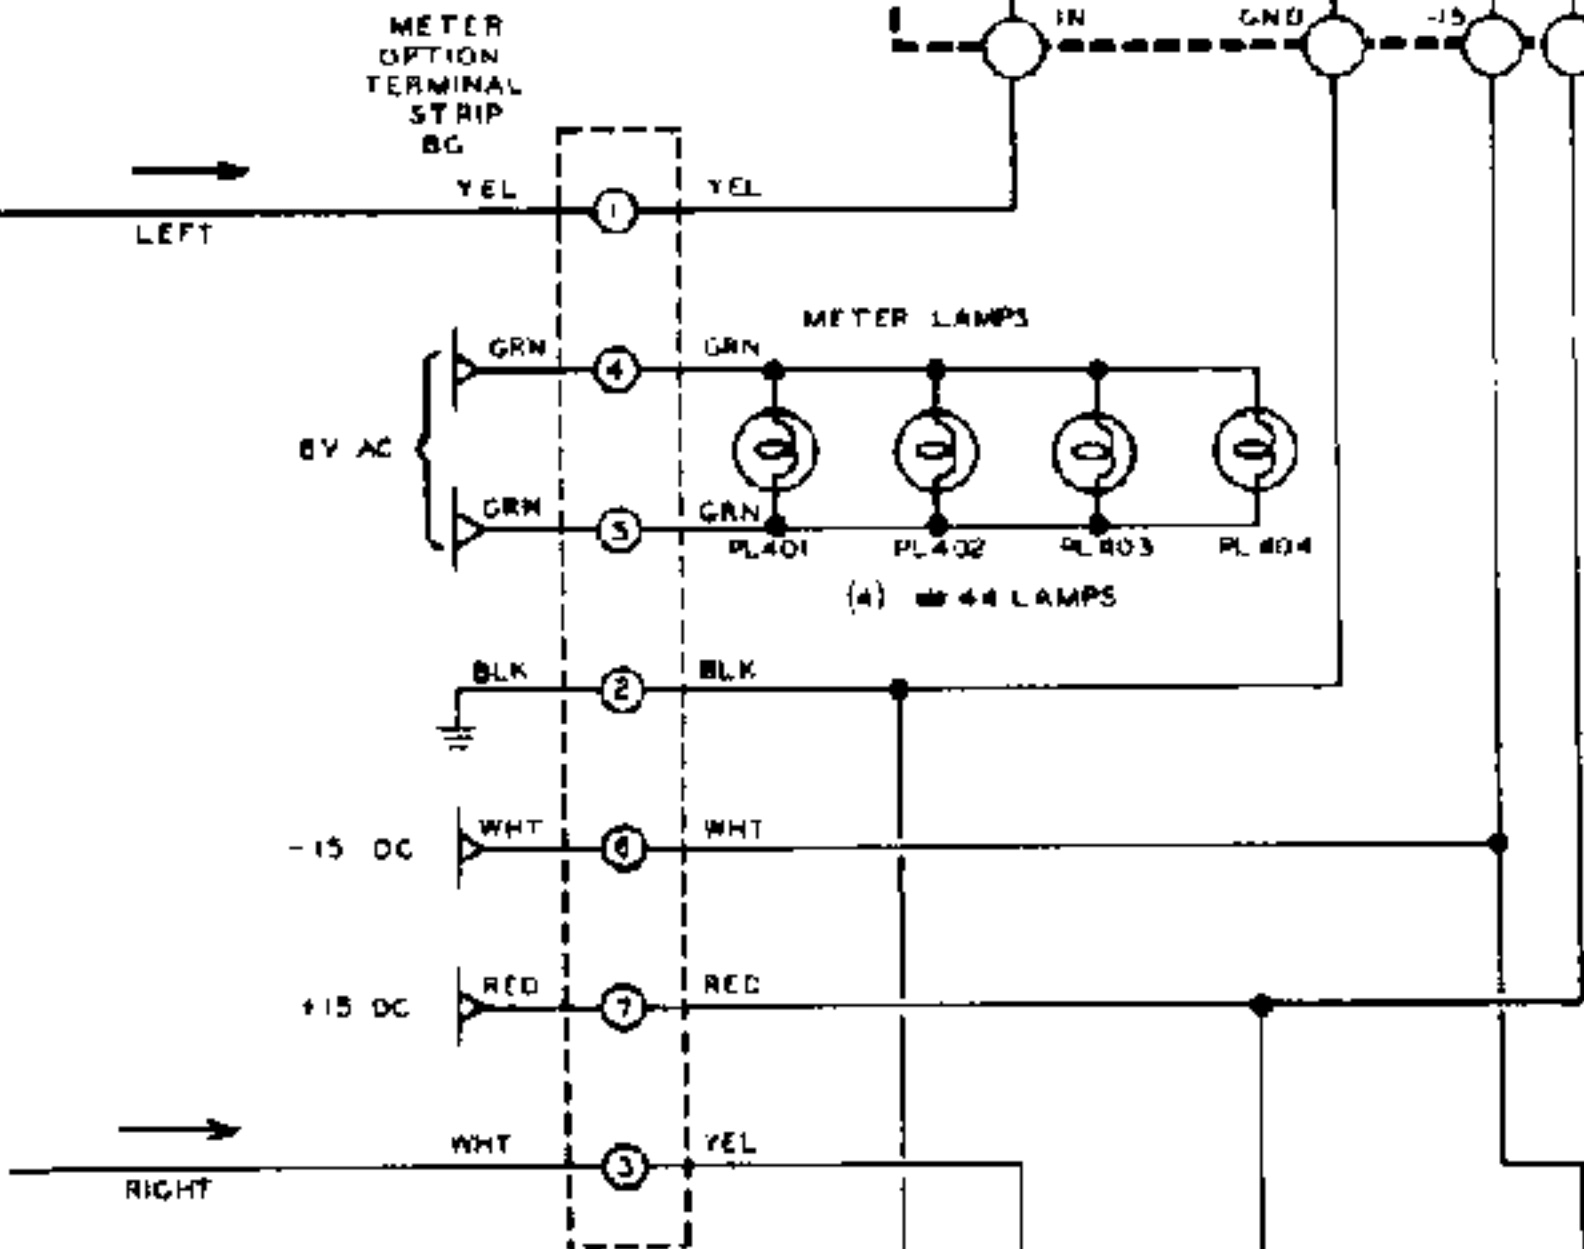 METER
OPTION
TERMINAL
STRIP
BG
IN GND -15
YEL 1 YEL
LEFT
METER LAMPS
GRN 4 GRN
6V AC
GRN 5 GRN
PL401 PL402 PL403 PL404
(4) # 44 LAMPS
BLK 2 BLK
-15 DC WHT 6 WHT
+15 DC RED 7 RED
WHT 3 YEL
RIGHT